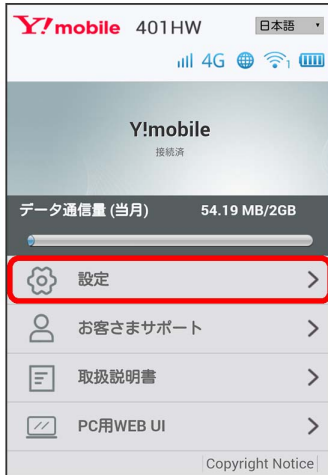 Y!mobile 401HW 日本語
4G 1
Y!mobile
接続済
データ通信量 (当月) 54.19 MB/2GB
設定
お客さまサポート
取扱説明書
PC用WEB UI
Copyright Notice